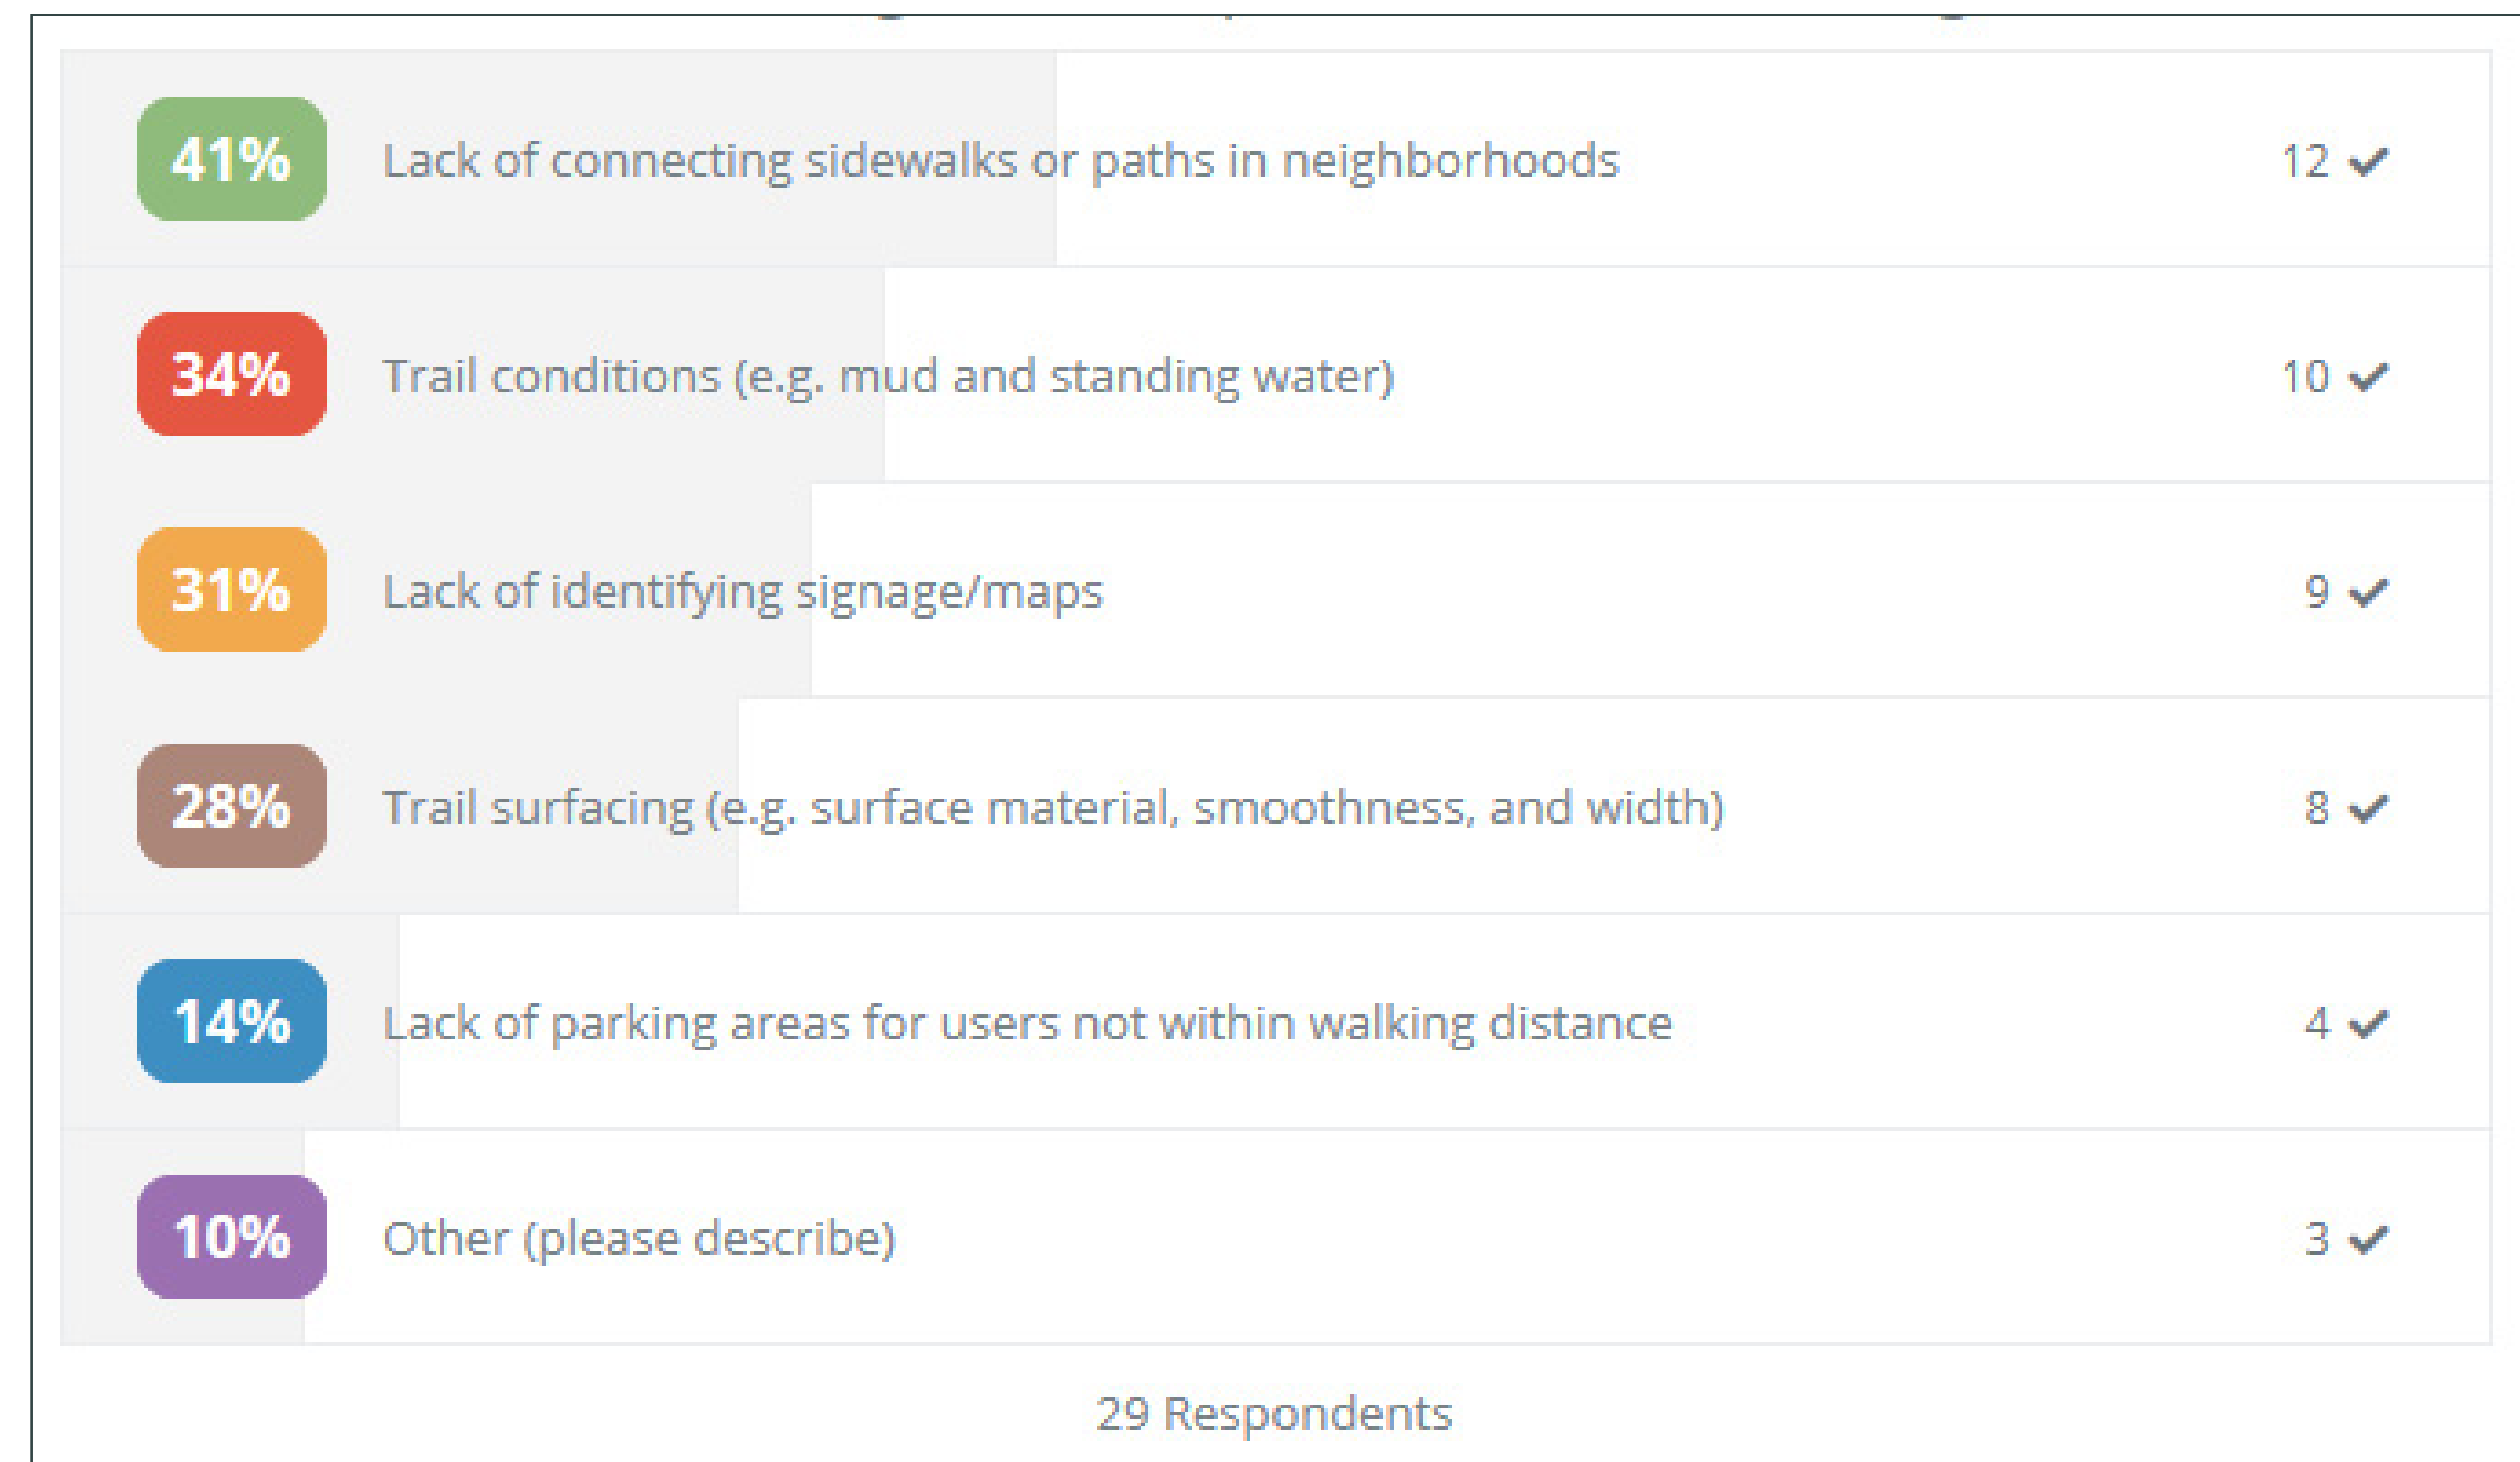 41% Lack of connecting sidewalks or paths in neighborhoods 12 ✔
34% Trail conditions (e.g. mud and standing water) 10 ✔
31% Lack of identifying signage/maps 9 ✔
28% Trail surfacing (e.g. surface material, smoothness, and width) 8 ✔
14% Lack of parking areas for users not within walking distance 4 ✔
10% Other (please describe) 3 ✔
29 Respondents